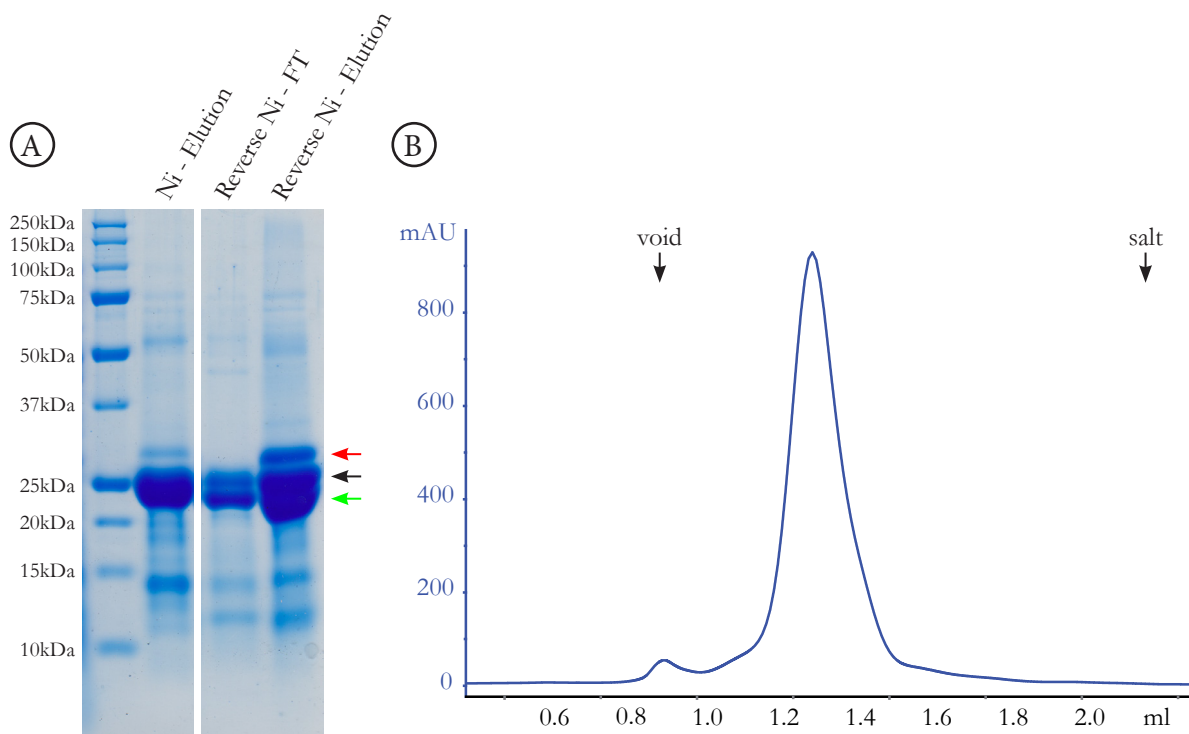 A
Ni - Elution
Reverse Ni - FT
Reverse Ni - Elution
250kDa
150kDa
100kDa
75kDa
50kDa
37kDa
25kDa
20kDa
15kDa
10kDa
B
mAU
void
salt
800
600
400
200
0
0.6 0.8 1.0 1.2 1.4 1.6 1.8 2.0 ml